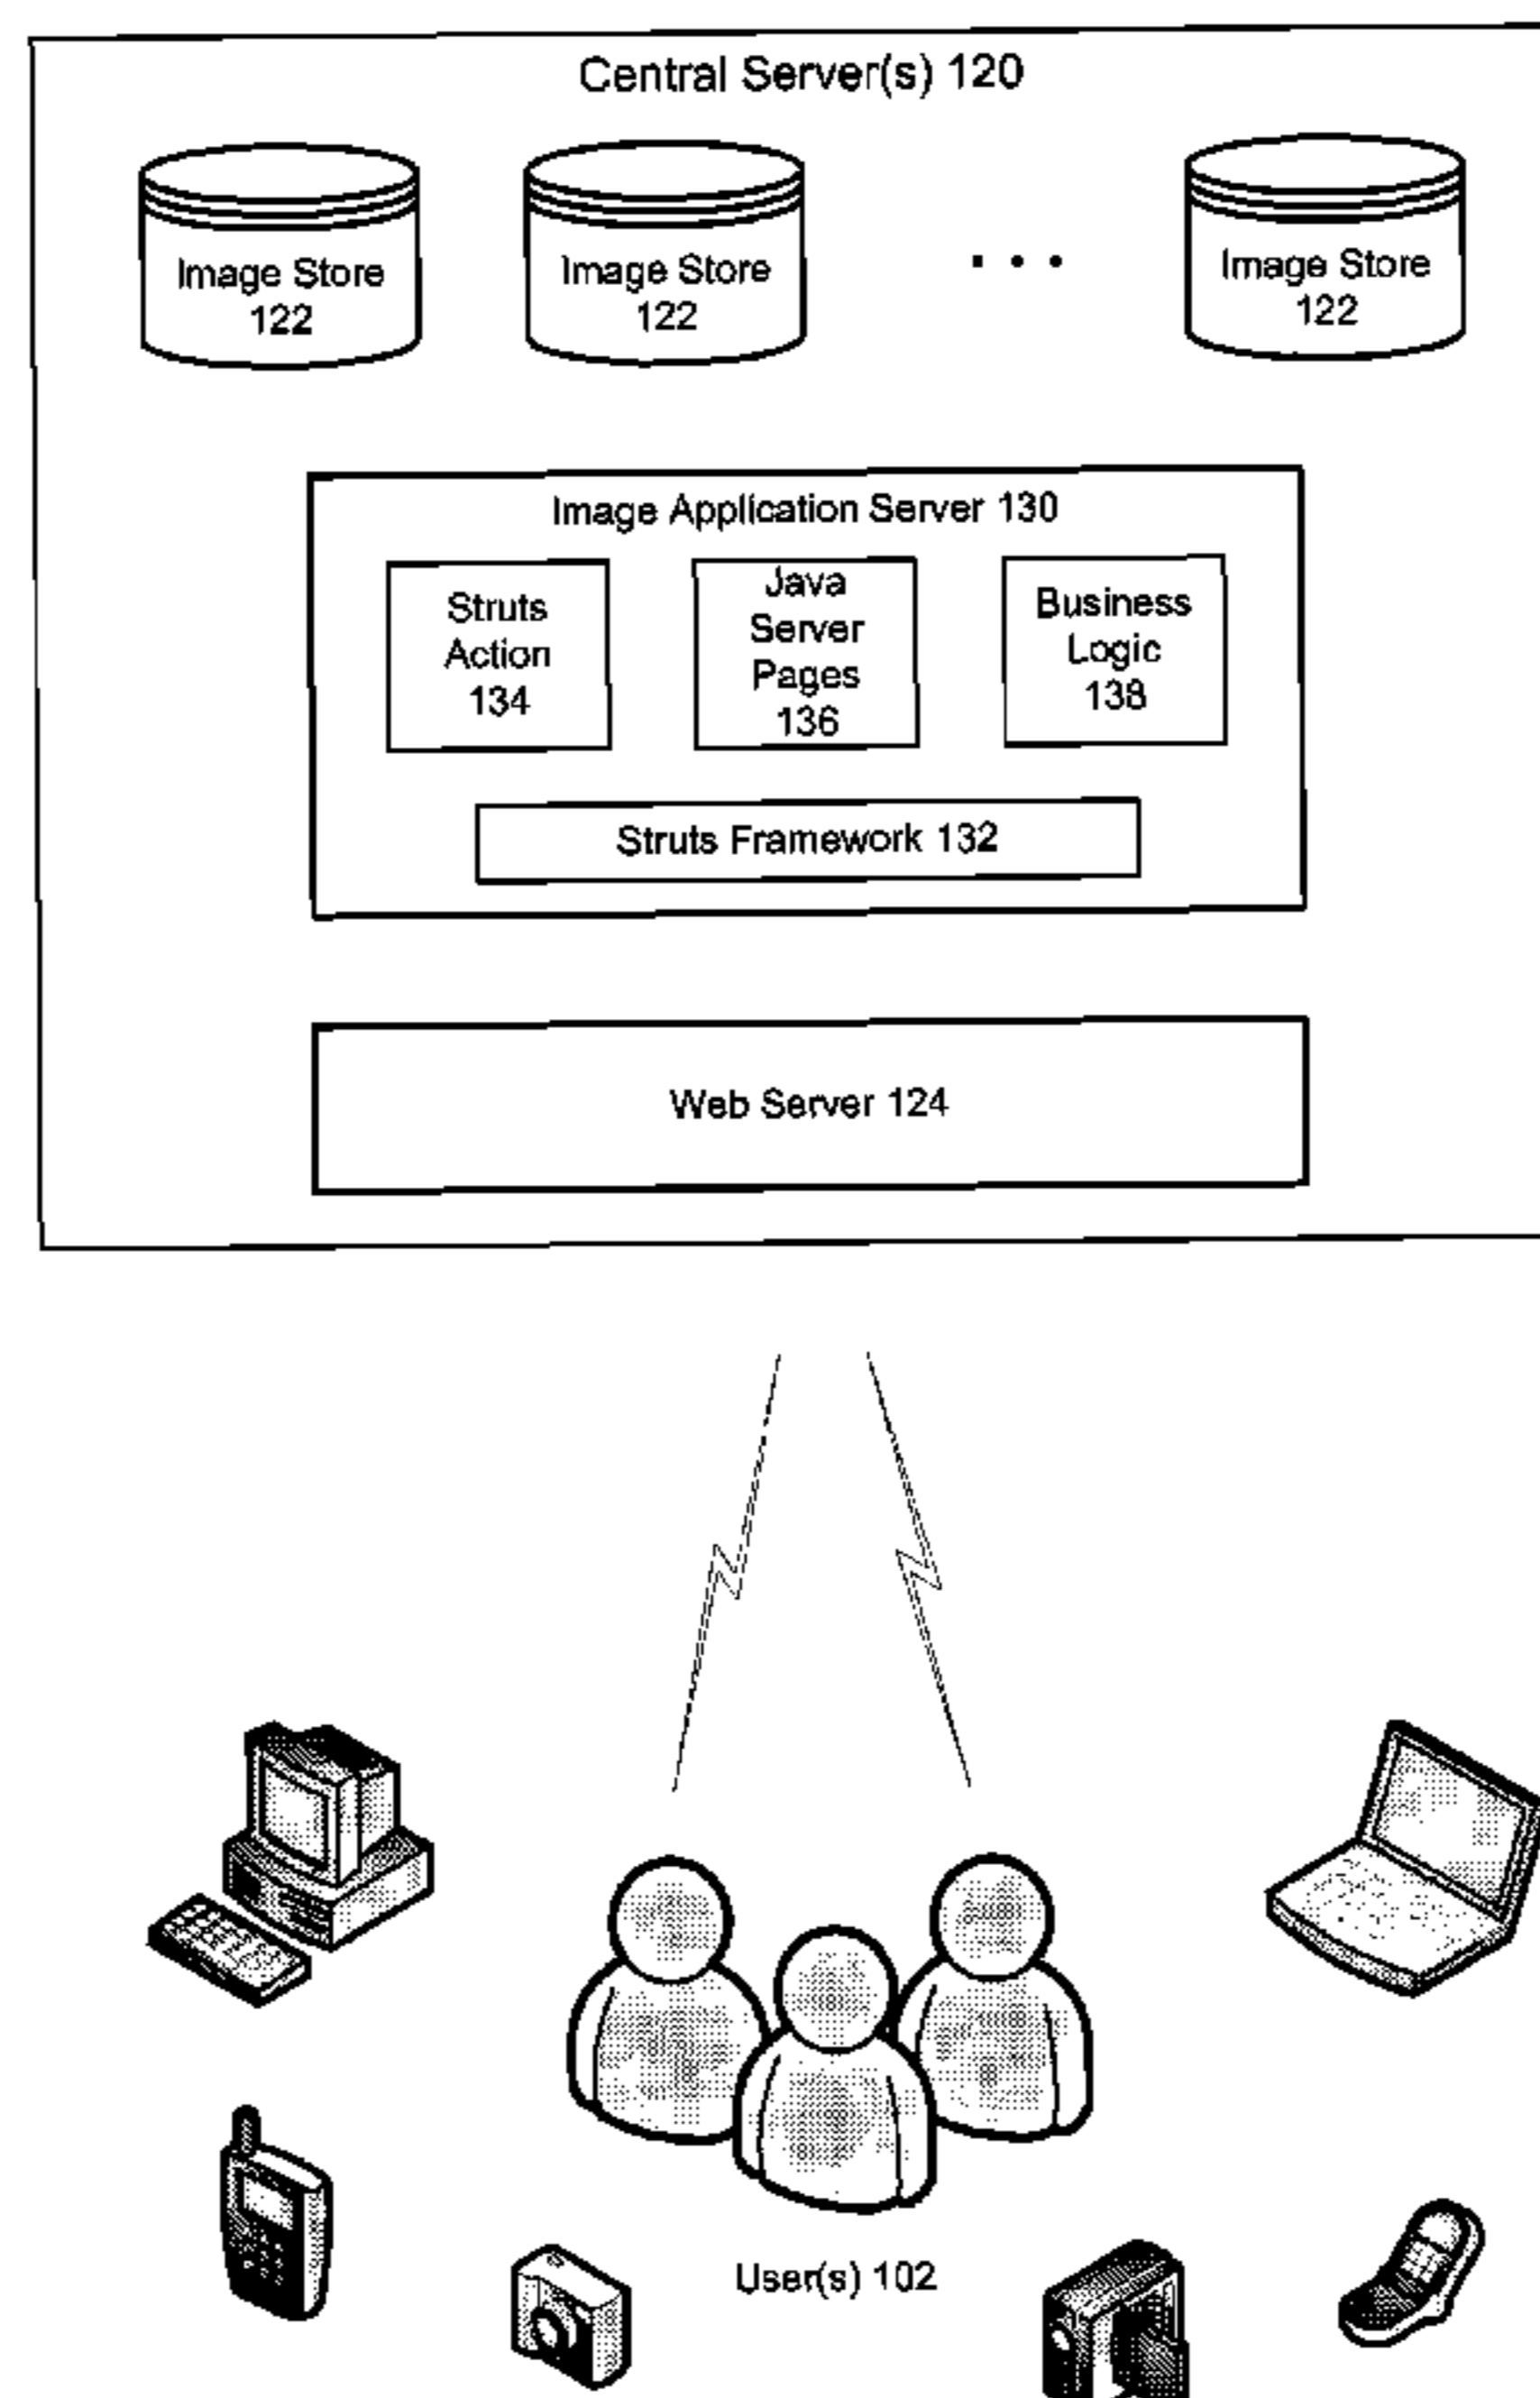 Central Server(s) 120
Image Store
122
Image Store
122
. . .
Image Store
122
Image Application Server 130
Struts
Action
134
Java
Server
Pages
136
Business
Logic
138
Struts Framework 132
Web Server 124
User(s) 102